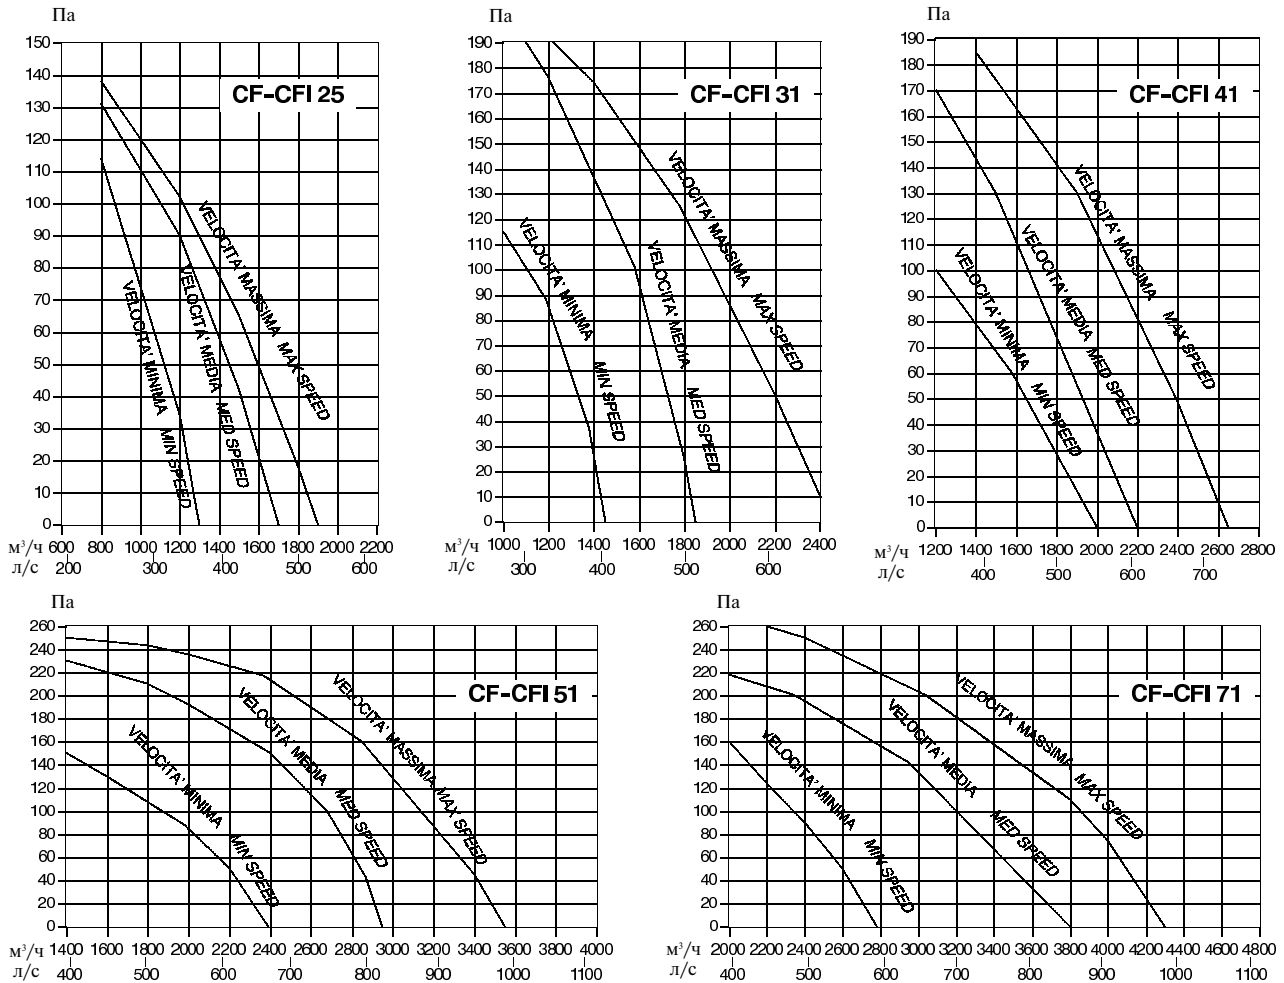 Па
150
140
130
120
110
100
90
80
70
60
50
40
30
20
10
0
CF-CFI 25
VELOCITA' MASSIMA MAX SPEED
VELOCITA' MEDIA MED SPEED
VELOCITA' MINIMA MIN SPEED
м³/ч 600 800 1000 1200 1400 1600 1800 2000 2200
л/с 200 300 400 500 600
Па
190
180
170
160
150
140
130
120
110
100
90
80
70
60
50
40
30
20
10
0
CF-CFI 31
VELOCITA' MASSIMA MAX SPEED
VELOCITA' MEDIA MED SPEED
VELOCITA' MINIMA MIN SPEED
м³/ч 1000 1200 1400 1600 1800 2000 2200 2400
л/с 300 400 500 600
Па
190
180
170
160
150
140
130
120
110
100
90
80
70
60
50
40
30
20
10
0
CF-CFI 41
VELOCITA' MASSIMA MAX SPEED
VELOCITA' MEDIA MED SPEED
VELOCITA' MINIMA MIN SPEED
м³/ч 1200 1400 1600 1800 2000 2200 2400 2600 2800
л/с 400 500 600 700
Па
260
240
220
200
180
160
140
120
100
80
60
40
20
0
CF-CFI 51
VELOCITA' MASSIMA MAX SPEED
VELOCITA' MEDIA MED SPEED
VELOCITA' MINIMA MIN SPEED
м³/ч 1400 1600 1800 2000 2200 2400 2600 2800 3000 3200 3400 3600 3800 4000
л/с 400 500 600 700 800 900 1000 1100
Па
260
240
220
200
180
160
140
120
100
80
60
40
20
0
CF-CFI 71
VELOCITA' MASSIMA MAX SPEED
VELOCITA' MEDIA MED SPEED
VELOCITA' MINIMA MIN SPEED
м³/ч 2000 2200 2400 2600 2800 3000 3200 3400 3600 3800 4000 4400 4600 4800
л/с 400 500 600 700 800 900 1000 1100